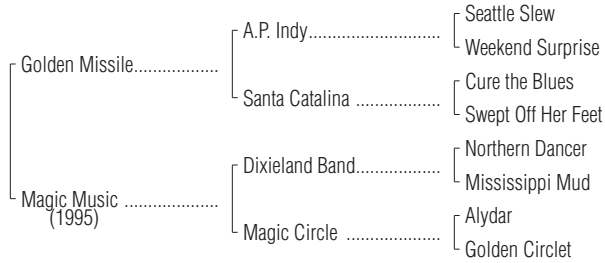 Seattle Slew
A.P. Indy...........................
Weekend Surprise
Golden Missile.................
Cure the Blues
Santa Catalina ..................
Swept Off Her Feet
Northern Dancer
Dixieland Band.................
Mississippi Mud
Magic Music ...................
(1995)
Alydar
Magic Circle ...................
Golden Circlet